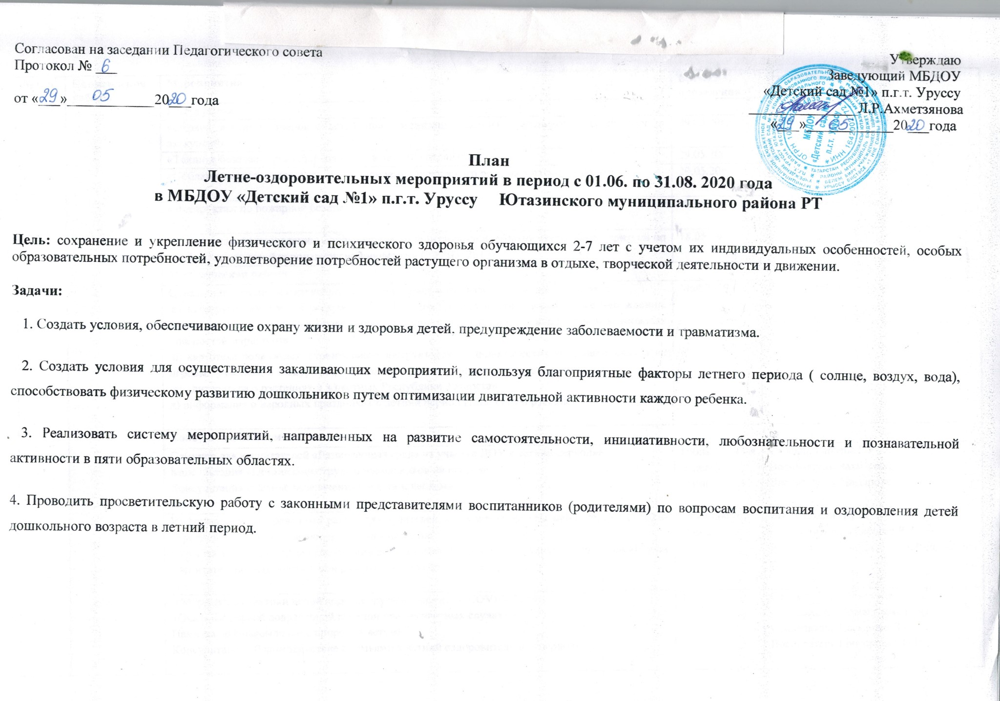 Согласован на заседании Педагогического совета
Протокол № 6
от «29» 05 2020 года
Утверждаю
Заведующий МБДОУ
«Детский сад №1» п.г.т. Уруссу
Л.Р.Ахметзянова
«29» 05 2020 года
МБДОУ
«Детский сад №1»
п.г.т. Уруссу
План
Летне-оздоровительных мероприятий в период с 01.06. по 31.08. 2020 года
в МБДОУ «Детский сад №1» п.г.т. Уруссу Ютазинского муниципального района РТ
Цель: сохранение и укрепление физического и психического здоровья обучающихся 2-7 лет с учетом их индивидуальных особенностей, особых
образовательных потребностей, удовлетворение потребностей растущего организма в отдыхе, творческой деятельности и движении.
Задачи:
1. Создать условия, обеспечивающие охрану жизни и здоровья детей. предупреждение заболеваемости и травматизма.
2. Создать условия для осуществления закаливающих мероприятий, используя благоприятные факторы летнего периода ( солнце, воздух, вода),
способствовать физическому развитию дошкольников путем оптимизации двигательной активности каждого ребенка.
3. Реализовать систему мероприятий, направленных на развитие самостоятельности, инициативности, любознательности и познавательной
активности в пяти образовательных областях.
4. Проводить просветительскую работу с законными представителями воспитанников (родителями) по вопросам воспитания и оздоровления детей
дошкольного возраста в летний период.